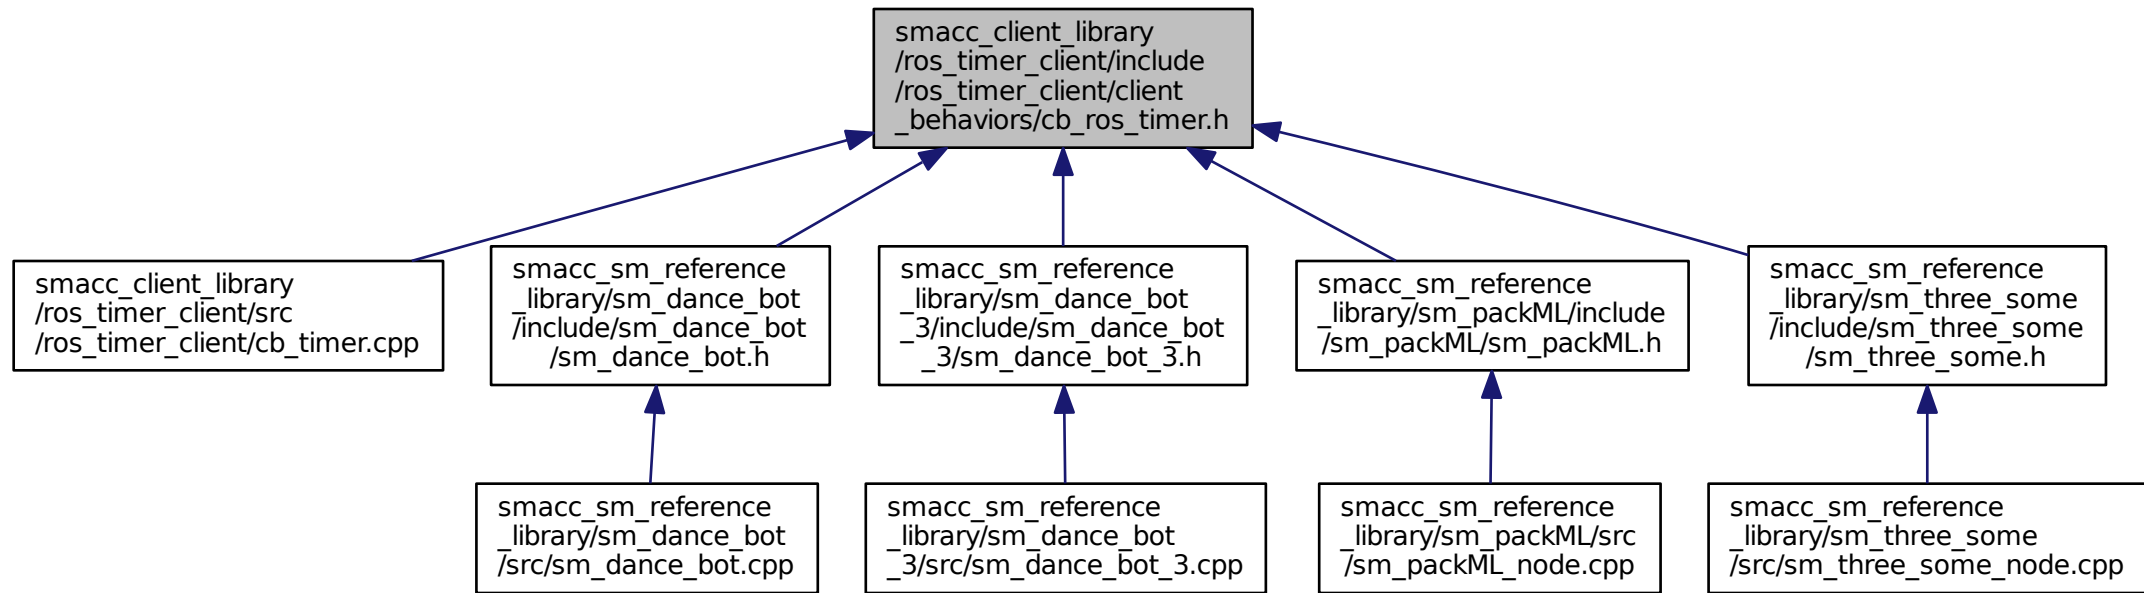 smacc_client_library
/ros_timer_client/include
/ros_timer_client/client
_behaviors/cb_ros_timer.h
smacc_client_library
/ros_timer_client/src
/ros_timer_client/cb_timer.cpp
smacc_sm_reference
_library/sm_dance_bot
/include/sm_dance_bot
/sm_dance_bot.h
smacc_sm_reference
_library/sm_dance_bot
_3/include/sm_dance_bot
_3/sm_dance_bot_3.h
smacc_sm_reference
_library/sm_packML/include
/sm_packML/sm_packML.h
smacc_sm_reference
_library/sm_three_some
/include/sm_three_some
/sm_three_some.h
smacc_sm_reference
_library/sm_dance_bot
/src/sm_dance_bot.cpp
smacc_sm_reference
_library/sm_dance_bot
_3/src/sm_dance_bot_3.cpp
smacc_sm_reference
_library/sm_packML/src
/sm_packML_node.cpp
smacc_sm_reference
_library/sm_three_some
/src/sm_three_some_node.cpp